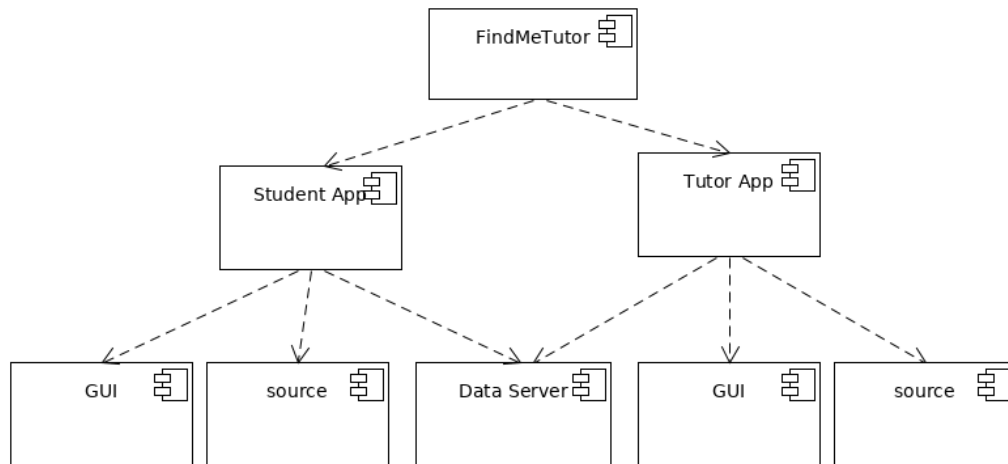 FindMeTutor
Student App
Tutor App
GUI
source
Data Server
GUI
source